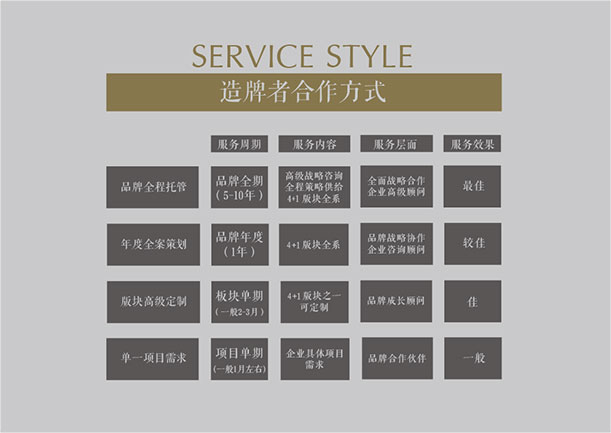 SERVICE STYLE
造牌者合作方式
服务周期 服务内容 服务层面 服务效果
品牌全程托管
品牌全期
（5-10年）
高级战略咨询
全程策略供给
4+1版块全系
全面战略合作
企业高级顾问
最佳
年度全案策划
品牌年度
（1年）
4+1版块全系
品牌战略协作
企业咨询顾问
较佳
版块高级定制
板块单期
（一般2-3月）
4+1版块之一
可定制
品牌成长顾问
佳
单一项目需求
项目单期
(一般1月左右)
企业具体项目
需求
品牌合作伙伴
一般